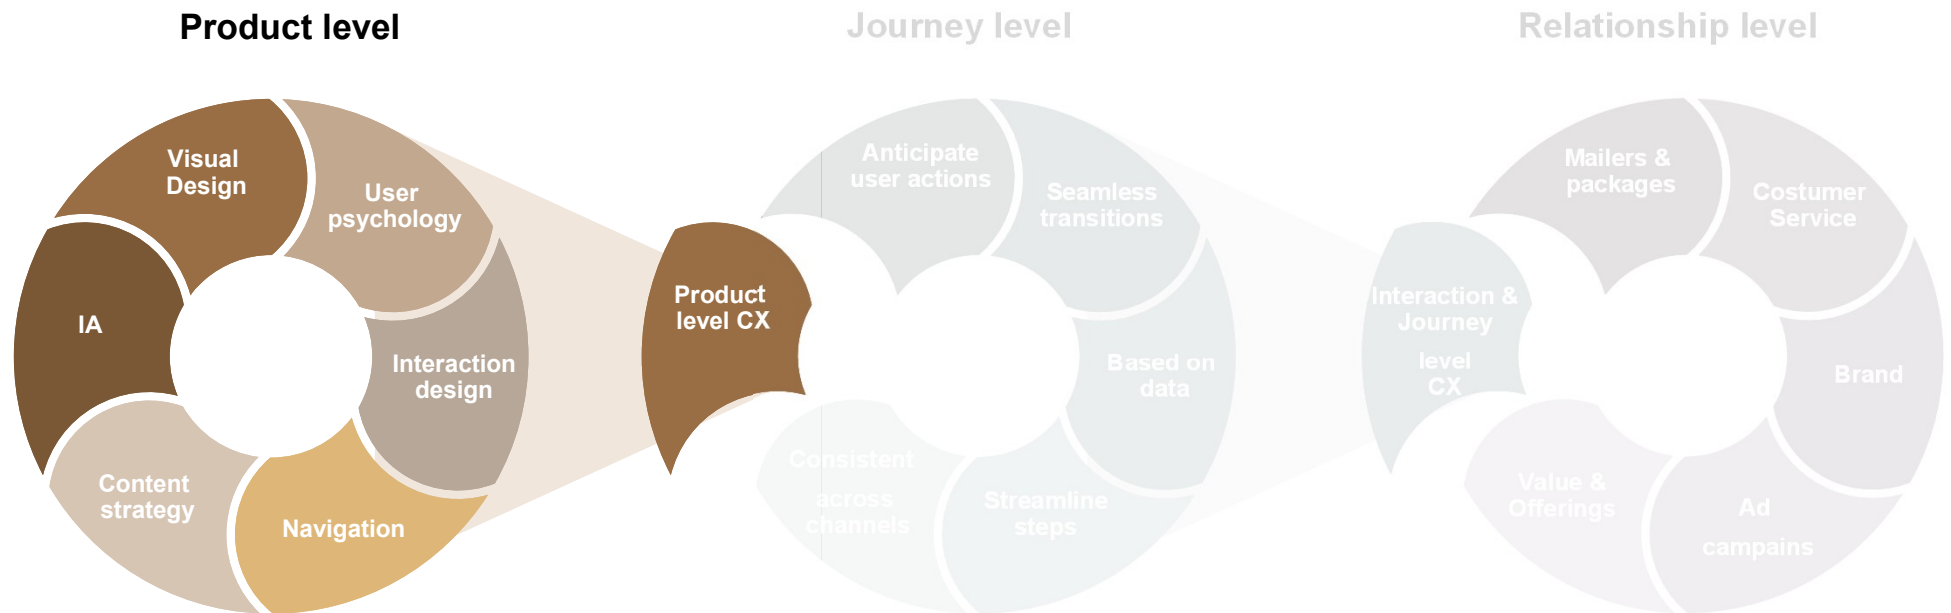 Product level
Visual
Design
User
psychology
IA
Interaction
design
Content
strategy
Navigation
Journey level
Product
level CX
Anticipate
user actions
Seamless
transitions
Based on
data
Consistent
across
channels
Streamline
steps
Relationship level
Interaction &
Journey
level
CX
Mailers &
packages
Costumer
Service
Brand
Value &
Offerings
Ad
campains